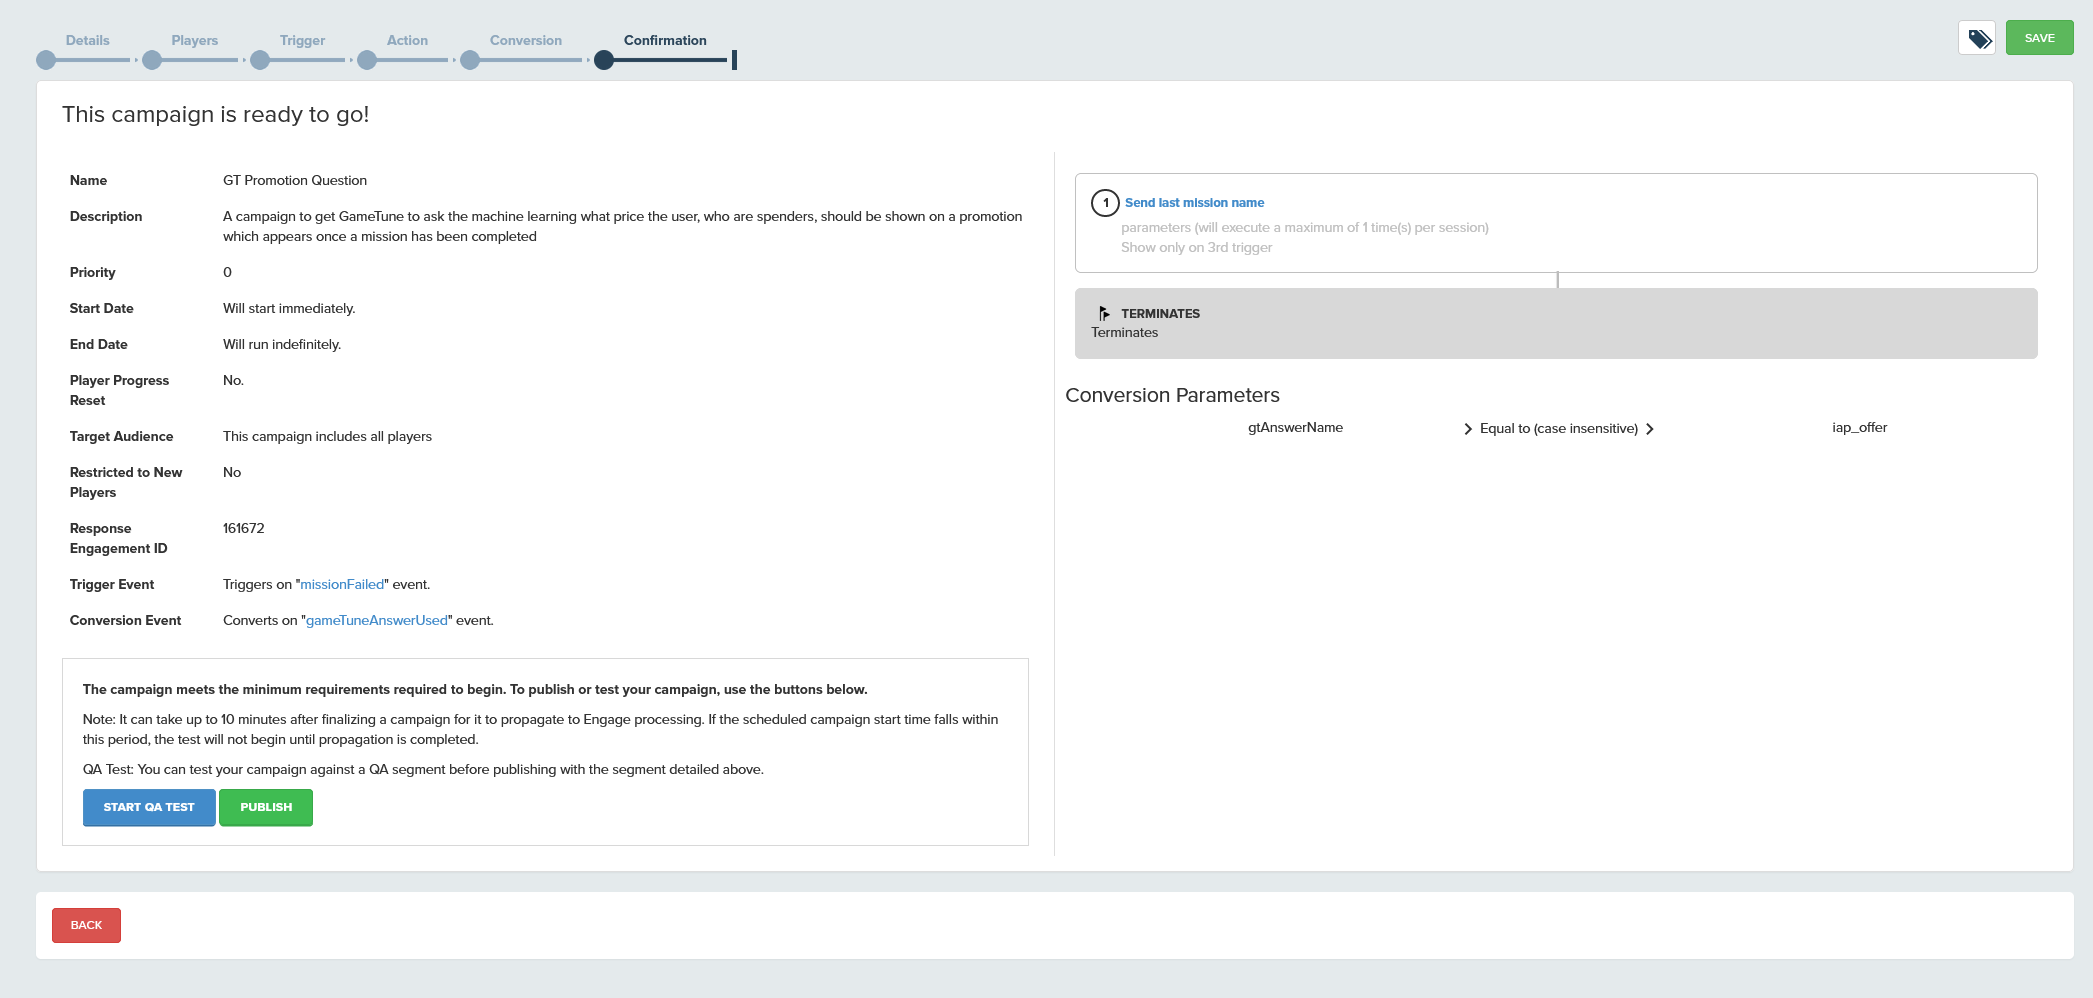 Details
Players
Trigger
Action
Conversion
Confirmation
SAVE
This campaign is ready to go!
Name
GT Promotion Question
Description
A campaign to get GameTune to ask the machine learning what price the user, who are spenders, should be shown on a promotion
which appears once a mission has been completed
Priority
0
Start Date
Will start immediately.
End Date
Will run indefinitely.
Player Progress
Reset
No.
Target Audience
This campaign includes all players
Restricted to New
Players
No
Response
Engagement ID
161672
Trigger Event
Triggers on "missionFailed" event.
Conversion Event
Converts on "gameTuneAnswerUsed" event.
The campaign meets the minimum requirements required to begin. To publish or test your campaign, use the buttons below.
Note: It can take up to 10 minutes after finalizing a campaign for it to propagate to Engage processing. If the scheduled campaign start time falls within
this period, the test will not begin until propagation is completed.
QA Test: You can test your campaign against a QA segment before publishing with the segment detailed above.
START QA TEST
PUBLISH
1
Send last mission name
parameters (will execute a maximum of 1 time(s) per session)
Show only on 3rd trigger
TERMINATES
Terminates
Conversion Parameters
gtAnswerName
Equal to (case insensitive)
iap_offer
BACK